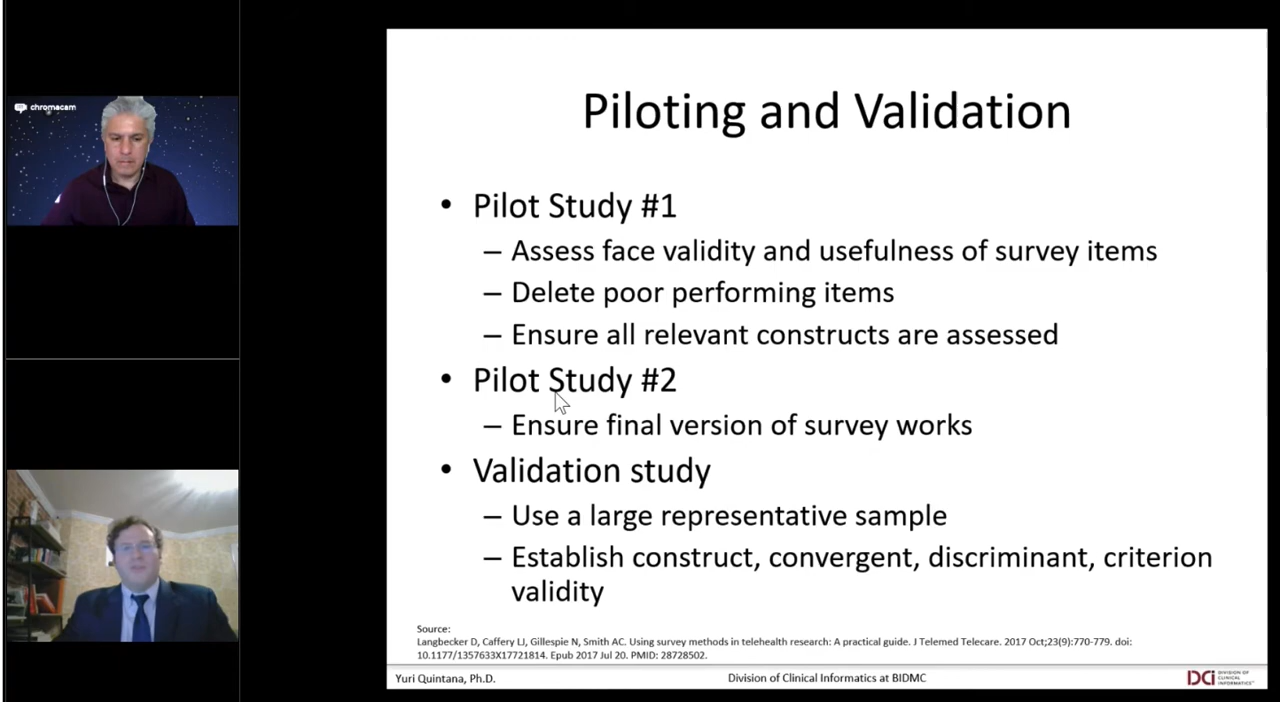 chromacam
Piloting and Validation
• Pilot Study #1
– Assess face validity and usefulness of survey items
– Delete poor performing items
– Ensure all relevant constructs are assessed
• Pilot Study #2
– Ensure final version of survey works
• Validation study
– Use a large representative sample
– Establish construct, convergent, discriminant, criterion
validity
Source:
Langbecker D, Caffery LJ, Gillespie N, Smith AC. Using survey methods in telehealth research: A practical guide. J Telemed Telecare. 2017 Oct;23(9):770-779. doi:
10.1177/1357633X17721814. Epub 2017 Jul 20. PMID: 28728502.
Yuri Quintana, Ph.D.
Division of Clinical Informatics at BIDMC
DCi
DIVISION OF
CLINICAL
INFORMATICS